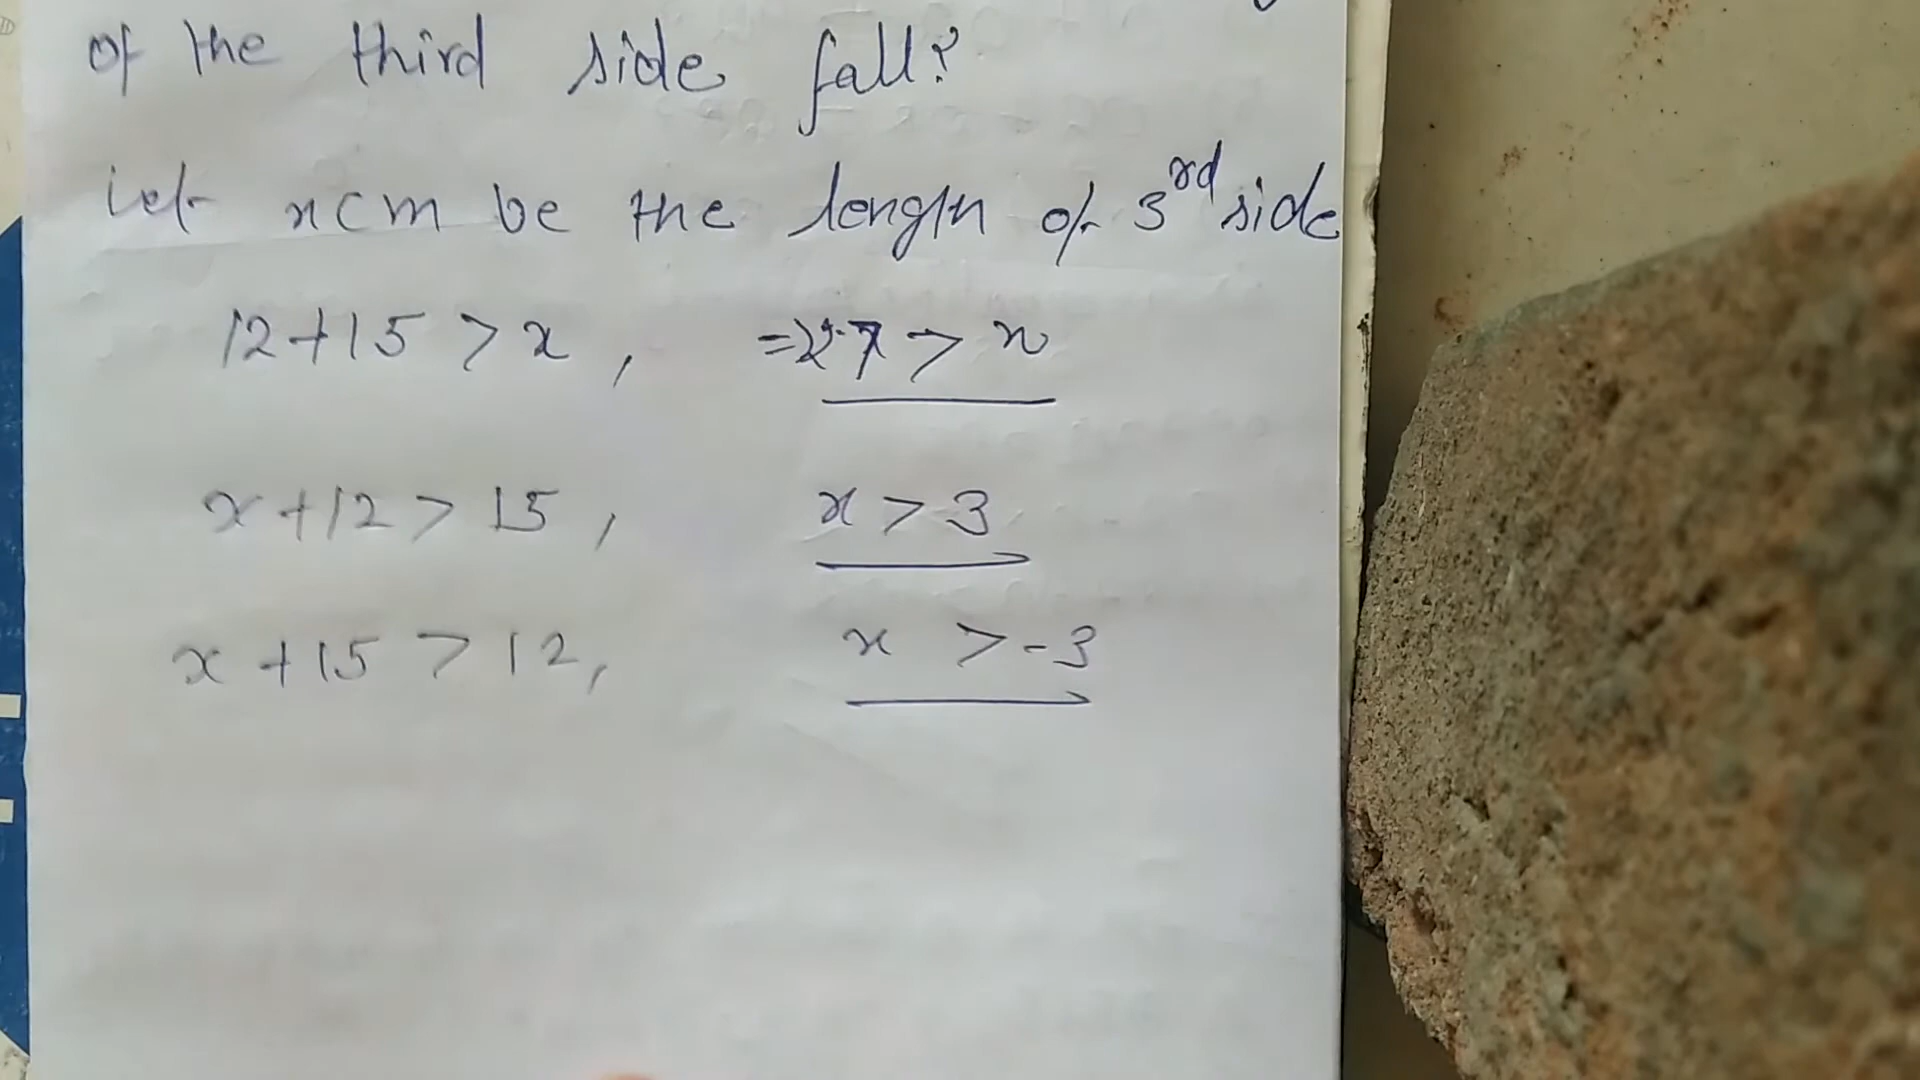 of the third side fall?
let x cm be the length of 3rd side
12+15 > x, => 27 > x
x+12 > 15, x > 3
x+15 > 12, x > -3